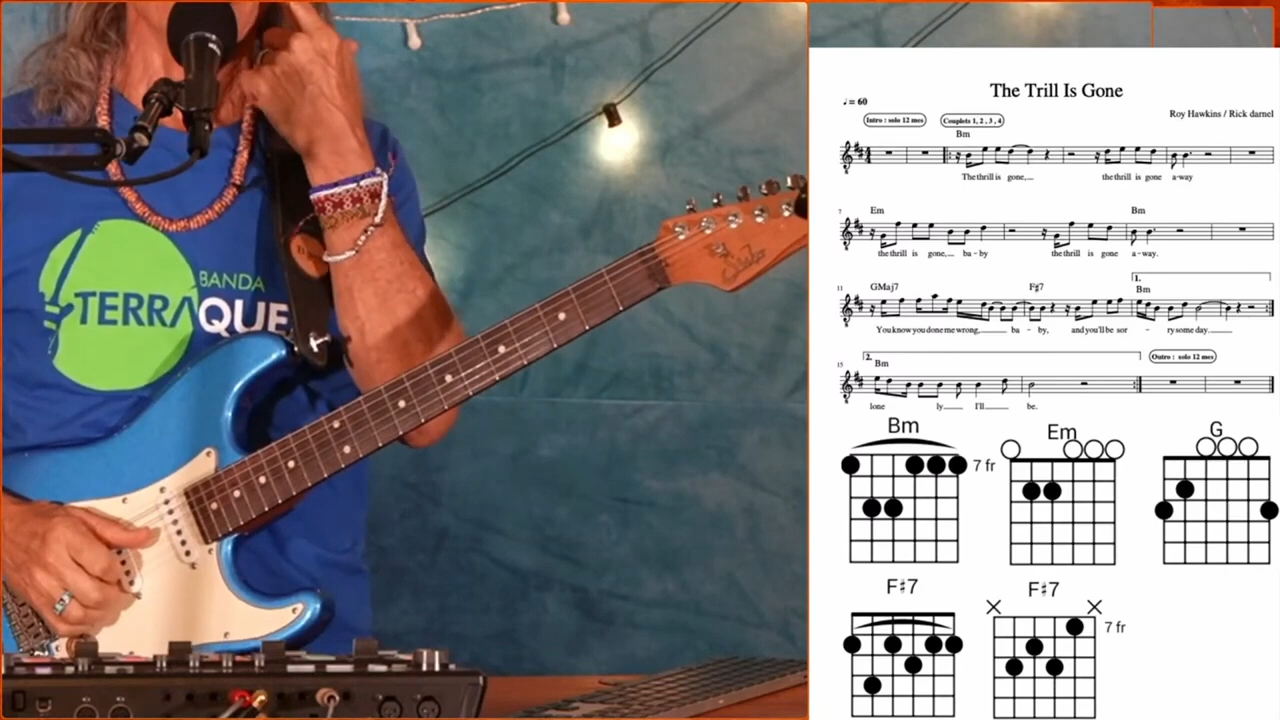 BANDA
TERRAQUE
The Trill Is Gone
♩ = 60
Roy Hawkins / Rick darnel
Intro : solo 12 mes
Couplets 1, 2 , 3 , 4
Bm
The thrill is gone,....
the thrill is gone a-way
7
Em
Bm
the thrill is gone,... ba - by
the thrill is gone a - way.
11
GMaj7
F♯7
1.
Bm
You know you done me wrong,
ba - by,
and you'll be sor - ry some day.
15
2.
Bm
Outro : solo 12 mes
lone ly I'll be.
Bm
Em
G
7 fr
F♯7
F♯7
7 fr